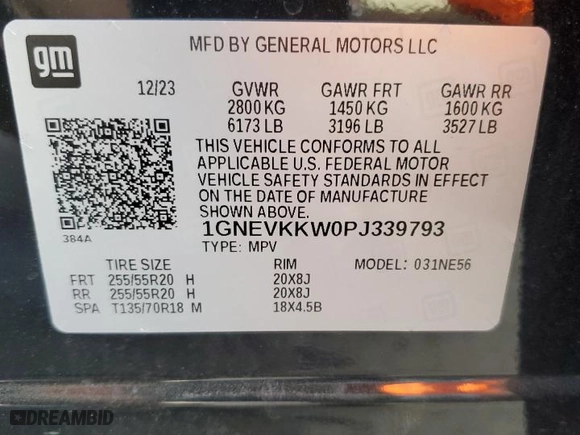 gm
MFD BY GENERAL MOTORS LLC
12/23 GVWR GAWR FRT GAWR RR
2800 KG 1450 KG 1600 KG
6173 LB 3196 LB 3527 LB
THIS VEHICLE CONFORMS TO ALL
APPLICABLE U.S. FEDERAL MOTOR
VEHICLE SAFETY STANDARDS IN EFFECT
ON THE DATE OF MANUFACTURE
SHOWN ABOVE.
384A
1GNEVKKW0PJ339793
TYPE: MPV
TIRE SIZE RIM MODEL: 031NE56
FRT 255/55R20 H 20X8J
RR 255/55R20 H 20X8J
SPA T135/70R18 M 18X4.5B
DREAMBID